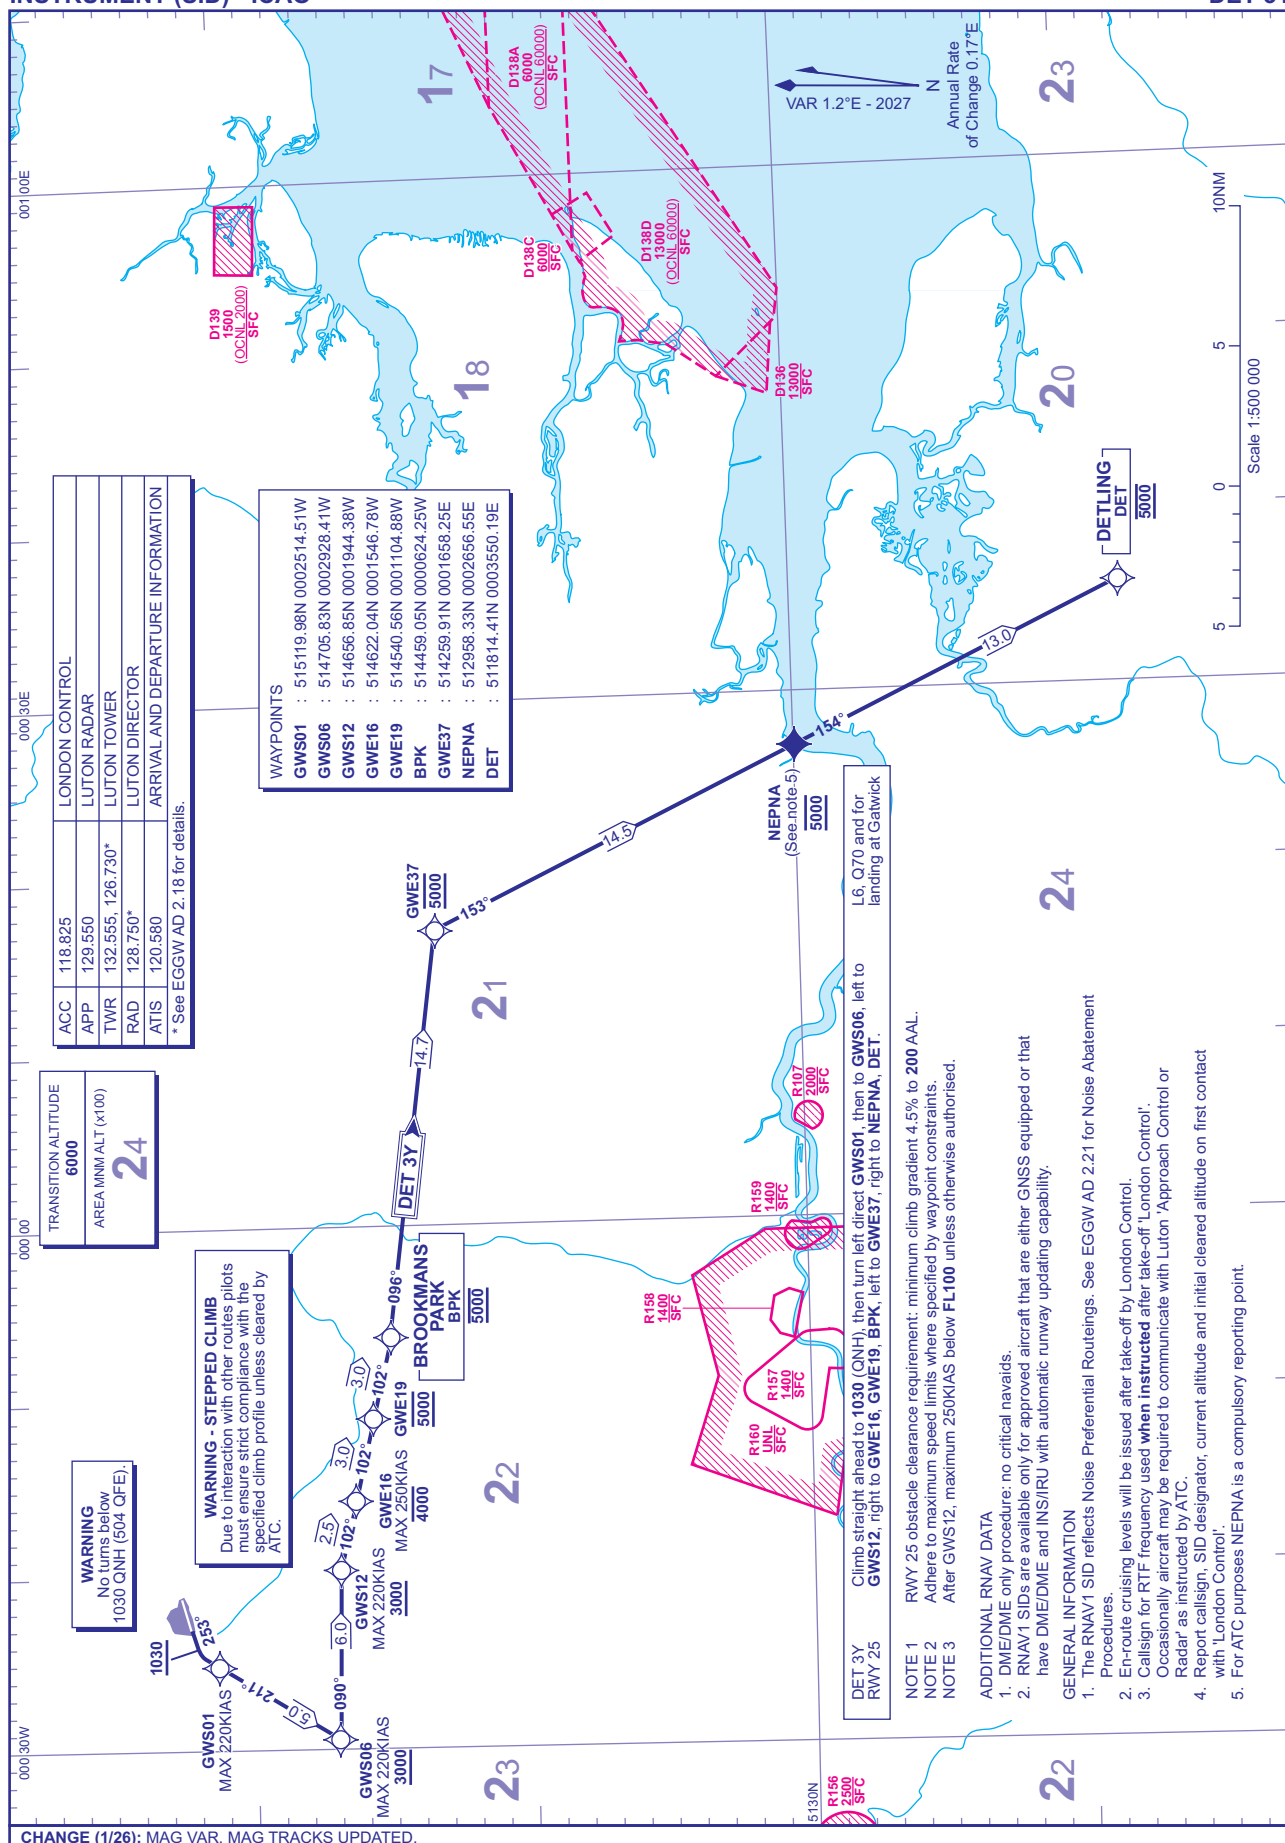 INSTRUMENT (SID) - ICAO
TRANSITION ALTITUDE
6000
AREA MNM ALT (x100)
24
ACC 118.825 LONDON CONTROL
APP 129.550 LUTON RADAR
TWR 132.555, 126.730* LUTON TOWER
RAD 128.750* LUTON DIRECTOR
ATIS 120.580 ARRIVAL AND DEPARTURE INFORMATION
* See EGGW AD 2.18 for details.
WARNING
No turns below
1030 QNH (504 QFE).
WARNING - STEPPED CLIMB
Due to interaction with other routes pilots
must ensure strict compliance with the
specified climb profile unless cleared by
ATC.
WAYPOINTS
GWS01 : 515119.98N 0002514.51W
GWS06 : 514705.83N 0002928.41W
GWS12 : 514656.85N 0001944.38W
GWE16 : 514622.04N 0001546.78W
GWE19 : 514540.56N 0001104.88W
BPK : 514459.05N 0000624.25W
GWE37 : 514259.91N 0001658.25E
NEPNA : 512958.33N 0002656.55E
DET : 511814.41N 0003550.19E
00030W
00000
00030E
00100E
5130N
1030
253°
GWS01
MAX 220KIAS
211°
5.0
GWS06
MAX 220KIAS
3000
090°
6.0
GWS12
MAX 220KIAS
3000
102°
2.5
GWE16
MAX 250KIAS
4000
102°
3.0
GWE19
5000
102°
3.0
BROOKMANS
PARK
BPK
5000
096°
DET 3Y
14.7
GWE37
5000
153°
14.5
NEPNA
(See note 5)
5000
154°
13.0
DETLING
DET
5000
23
22
21
18
17
22
24
20
23
D139
1500
(OCNL 2000)
SFC
D138A
6000
(OCNL 60000)
SFC
D138C
6000
SFC
D138D
13000
(OCNL 60000)
SFC
D136
13000
SFC
R107
2000
SFC
R159
1400
SFC
R158
1400
SFC
R157
1400
SFC
R160
UNL
SFC
R156
2500
SFC
VAR 1.2°E - 2027
N
Annual Rate
of Change 0.17°E
5 0 5 10NM
Scale 1:500 000
DET 3Y
RWY 25
Climb straight ahead to 1030 (QNH), then turn left direct GWS01, then to GWS06, left to
GWS12, right to GWE16, GWE19, BPK, left to GWE37, right to NEPNA, DET.
L6, Q70 and for
landing at Gatwick
NOTE 1 RWY 25 obstacle clearance requirement: minimum climb gradient 4.5% to 200 AAL.
NOTE 2 Adhere to maximum speed limits where specified by waypoint constraints.
NOTE 3 After GWS12, maximum 250KIAS below FL100 unless otherwise authorised.
ADDITIONAL RNAV DATA
1. DME/DME only procedure: no critical navaids.
2. RNAV1 SIDs are available only for approved aircraft that are either GNSS equipped or that
have DME/DME and INS/IRU with automatic runway updating capability.
GENERAL INFORMATION
1. The RNAV1 SID reflects Noise Preferential Routeings. See EGGW AD 2.21 for Noise Abatement
Procedures.
2. En-route cruising levels will be issued after take-off by London Control.
3. Callsign for RTF frequency used when instructed after take-off 'London Control'.
Occasionally aircraft may be required to communicate with Luton 'Approach Control or
Radar' as instructed by ATC.
4. Report callsign, SID designator, current altitude and initial cleared altitude on first contact
with 'London Control'.
5. For ATC purposes NEPNA is a compulsory reporting point.
CHANGE (1/26): MAG VAR. MAG TRACKS UPDATED.